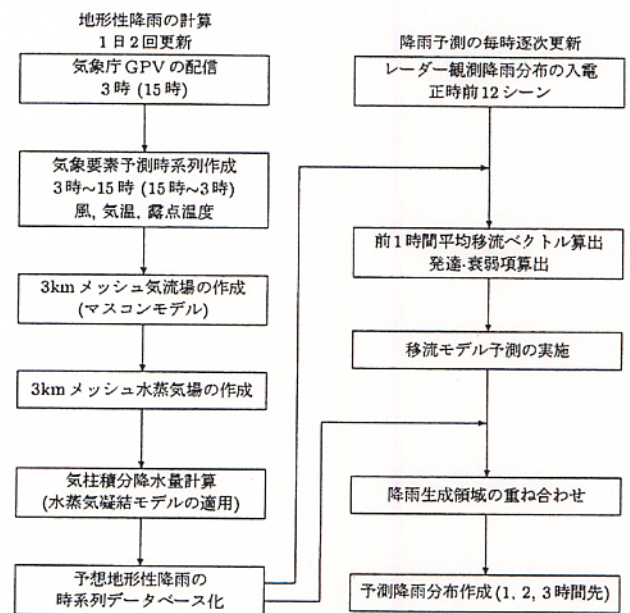 地形性降雨の計算
1日2回更新
気象庁GPVの配信
3時 (15時)
気象要素予測時系列作成
3時～15時 (15時～3時)
風, 気温, 露点温度
3kmメッシュ気流場の作成
(マスコンモデル)
3kmメッシュ水蒸気場の作成
気柱積分降水量計算
(水蒸気凝結モデルの適用)
予想地形性降雨の
時系列データベース化
降雨予測の毎時逐次更新
レーダー観測降雨分布の入電
正時前12シーン
前1時間平均移流ベクトル算出
発達·衰弱項算出
移流モデル予測の実施
降雨生成領域の重ね合わせ
予測降雨分布作成 (1, 2, 3時間先)